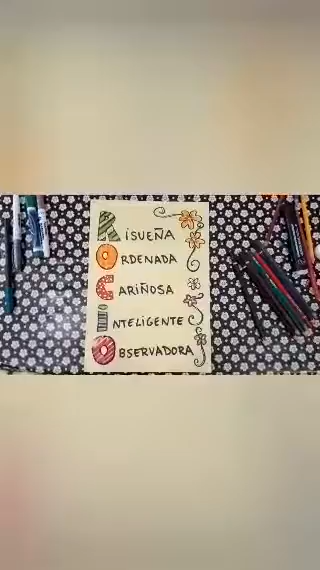 RISUEÑA
ORDENADA
CARIÑOSA
INTELIGENTE
OBSERVADORA